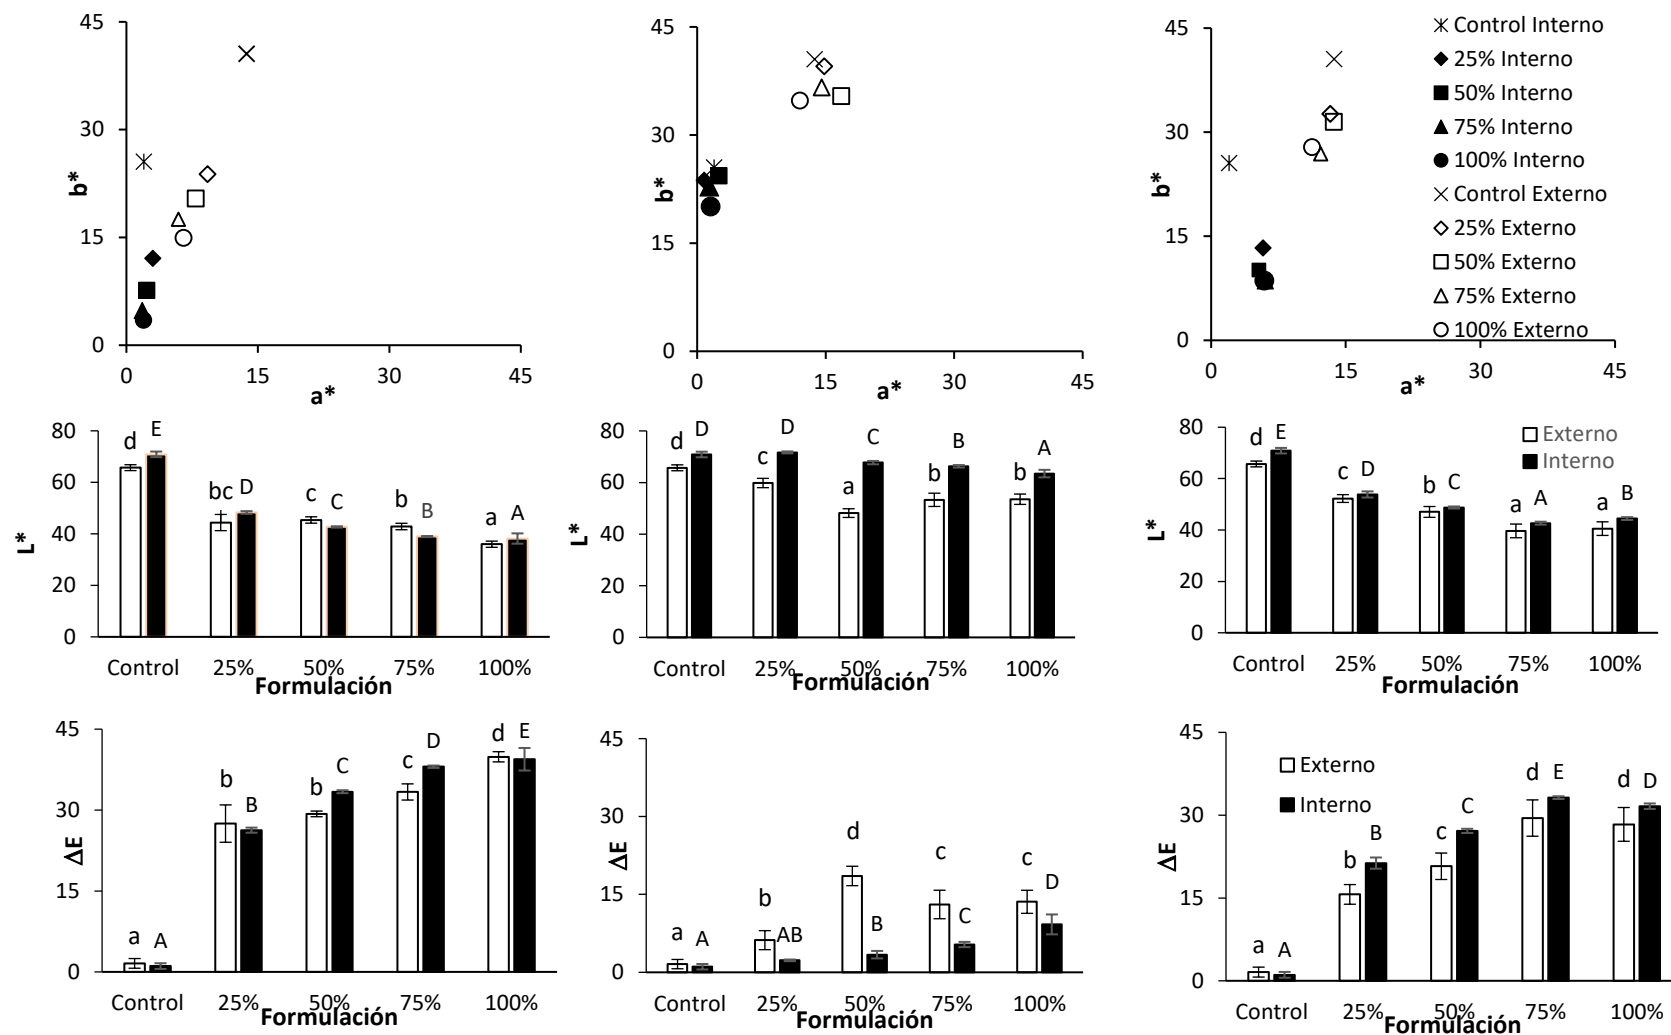 45
30
15
0
b*
0 15 30 45
a*
45
30
15
0
b*
0 15 30 45
a*
45
30
15
0
b*
0 15 30 45
a*
Control Interno
25% Interno
50% Interno
75% Interno
100% Interno
Control Externo
25% Externo
50% Externo
75% Externo
100% Externo
80
60
40
20
0
L*
d E bc D c C b B a A
Control 25% 50% 75% 100%
Formulación
80
60
40
20
0
L*
d D c D a C b B b A
Control 25% 50% 75% 100%
Formulación
80
60
40
20
0
L*
d E c D b C a A a B
Externo
Interno
Control 25% 50% 75% 100%
Formulación
45
30
15
0
ΔE
a A b B b C c D d E
Control 25% 50% 75% 100%
Formulación
45
30
15
0
ΔE
a A b AB d B c C c D
Control 25% 50% 75% 100%
Formulación
45
30
15
0
ΔE
Externo
Interno
a A b B c C d E d D
Control 25% 50% 75% 100%
Formulación